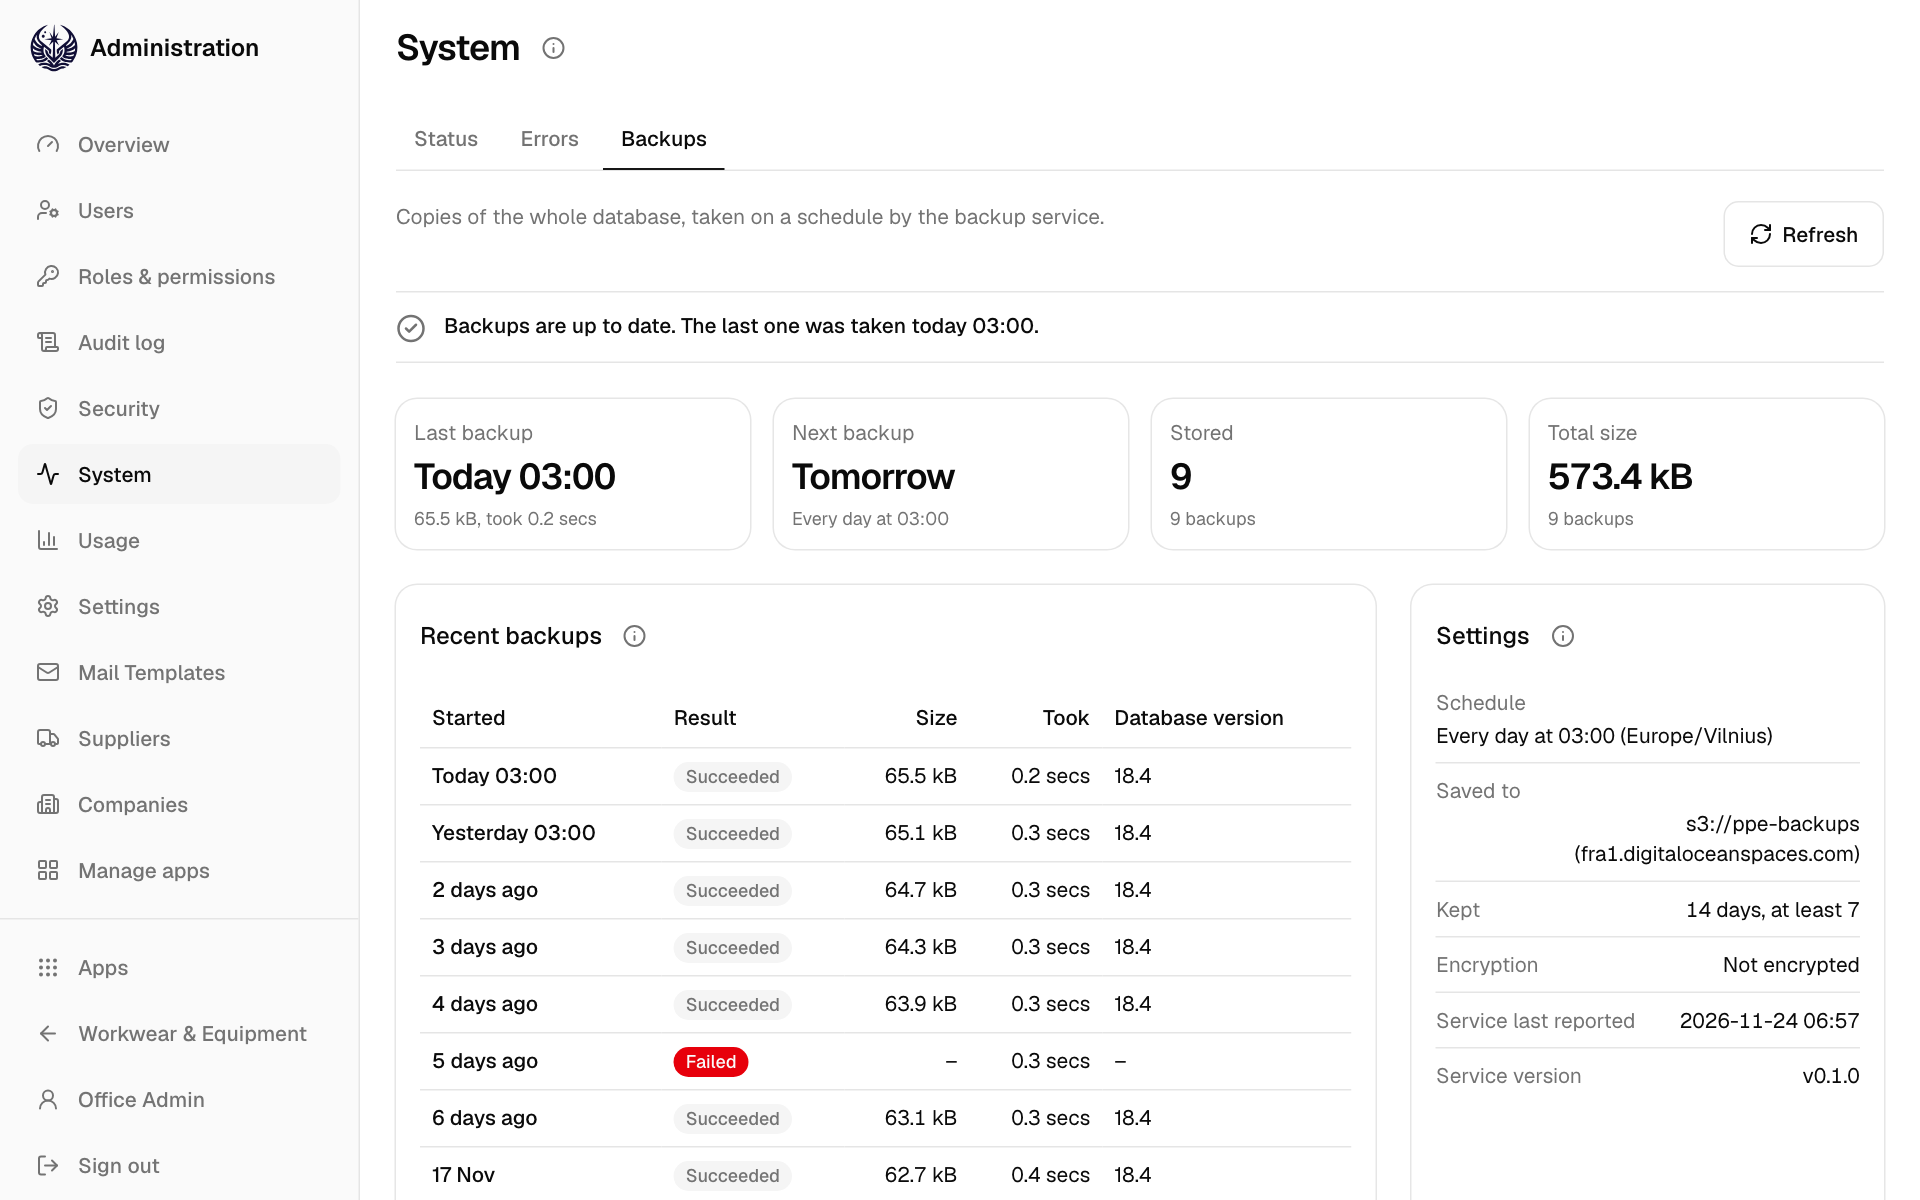 Administration
Overview
Users
Roles & permissions
Audit log
Security
System
Usage
Settings
Mail Templates
Suppliers
Companies
Manage apps
Apps
Workwear & Equipment
Office Admin
Sign out
System
Status Errors Backups
Copies of the whole database, taken on a schedule by the backup service.
Refresh
Backups are up to date. The last one was taken today 03:00.
Last backup
Today 03:00
65.5 kB, took 0.2 secs
Next backup
Tomorrow
Every day at 03:00
Stored
9
9 backups
Total size
573.4 kB
9 backups
Recent backups
Started Result Size Took Database version
Today 03:00 Succeeded 65.5 kB 0.2 secs 18.4
Yesterday 03:00 Succeeded 65.1 kB 0.3 secs 18.4
2 days ago Succeeded 64.7 kB 0.3 secs 18.4
3 days ago Succeeded 64.3 kB 0.3 secs 18.4
4 days ago Succeeded 63.9 kB 0.3 secs 18.4
5 days ago Failed – 0.3 secs –
6 days ago Succeeded 63.1 kB 0.3 secs 18.4
17 Nov Succeeded 62.7 kB 0.4 secs 18.4
Settings
Schedule
Every day at 03:00 (Europe/Vilnius)
Saved to
s3://ppe-backups
(fra1.digitaloceanspaces.com)
Kept 14 days, at least 7
Encryption Not encrypted
Service last reported 2026-11-24 06:57
Service version v0.1.0